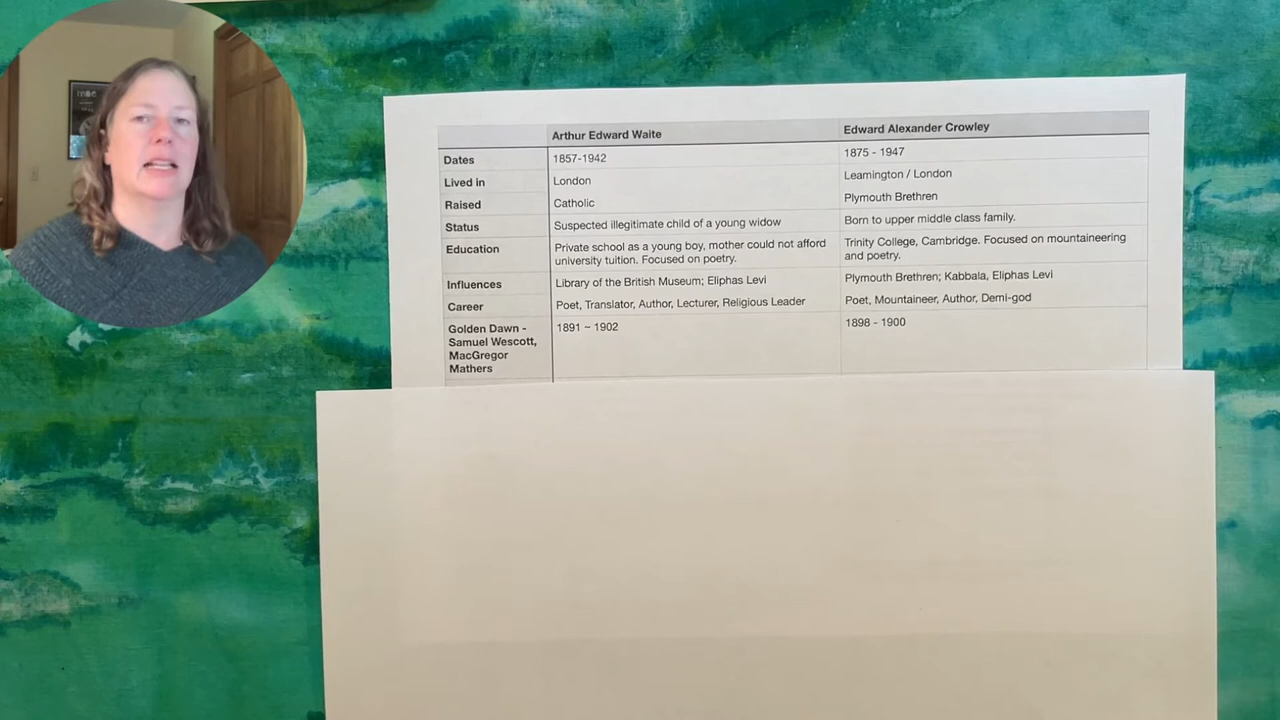 Arthur Edward Waite Edward Alexander Crowley
Dates 1857-1942 1875 - 1947
Lived in London Leamington / London
Raised Catholic Plymouth Brethren
Status Suspected illegitimate child of a young widow Born to upper middle class family.
Education Private school as a young boy, mother could not afford Trinity College, Cambridge. Focused on mountaineering
university tuition. Focused on poetry. and poetry.
Influences Library of the British Museum; Eliphas Levi Plymouth Brethren; Kabbala, Eliphas Levi
Career Poet, Translator, Author, Lecturer, Religious Leader Poet, Mountaineer, Author, Demi-god
Golden Dawn - 1891 ~ 1902 1898 - 1900
Samuel Wescott,
MacGregor
Mathers